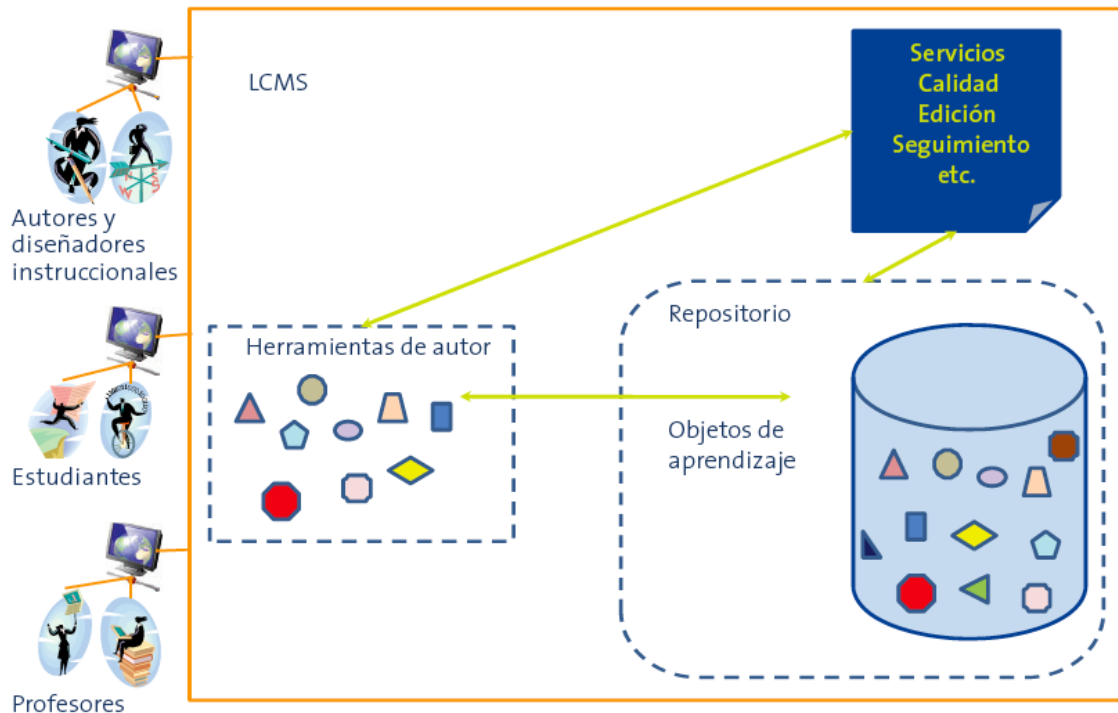 LCMS
Servicios
Calidad
Edición
Seguimiento
etc.
Autores y
diseñadores
instruccionales
Repositorio
Herramientas de autor
Objetos de
aprendizaje
Estudiantes
Profesores